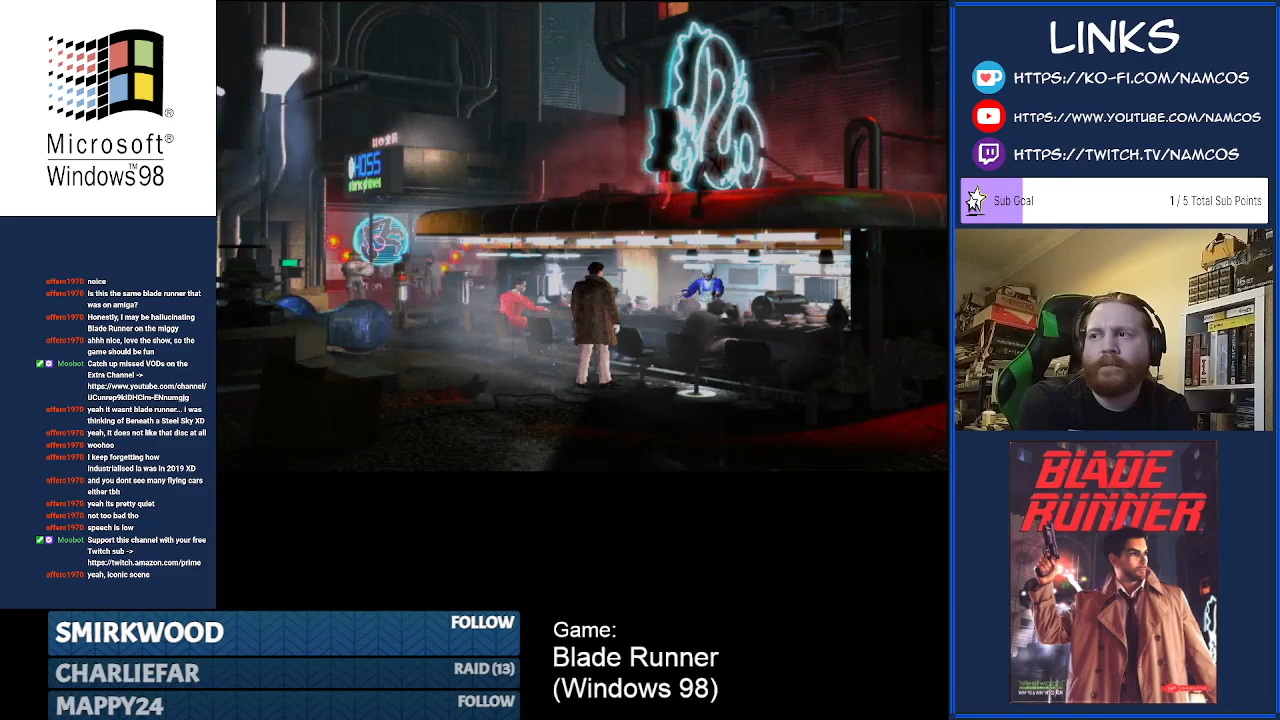 Microsoft®
Windows™98
offero1970 noice
offero1970 Is this the same blade runner that
was on amiga?
offero1970 Honestly, I may be hallucinating
Blade Runner on the miggy
offero1970 ahhh nice, love the show, so the
game should be fun
Moobot Catch up missed VODs on the
Extra Channel ->
https://www.youtube.com/channel/
offero1970 yeah it wasnt blade runner... i was
thinking of Beneath a Steel Sky XD
offero1970 yeah, it does not like that disc at all
offero1970 woohoo
offero1970 I keep forgetting how
industrialised la was in 2019 XD
offero1970 and you dont see many flying cars
either tbh
offero1970 yeah its pretty quiet
offero1970 not too bad tho
offero1970 speech is low
Moobot Support this channel with your free
Twitch sub ->
https://twitch.amazon.com/prime
offero1970 yeah, iconic scene
HOSS
SMIRKWOOD FOLLOW
CHARLIEFAR RAID (13)
MAPPY24 FOLLOW
Game:
Blade Runner
(Windows 98)
LINKS
HTTPS://KO-FI.COM/NAMCOS
HTTPS://WWW.YOUTUBE.COM/NAMCOS
HTTPS://TWITCH.TV/NAMCOS
Sub Goal 1 / 5 Total Sub Points
BLADE
RUNNER
Westwood